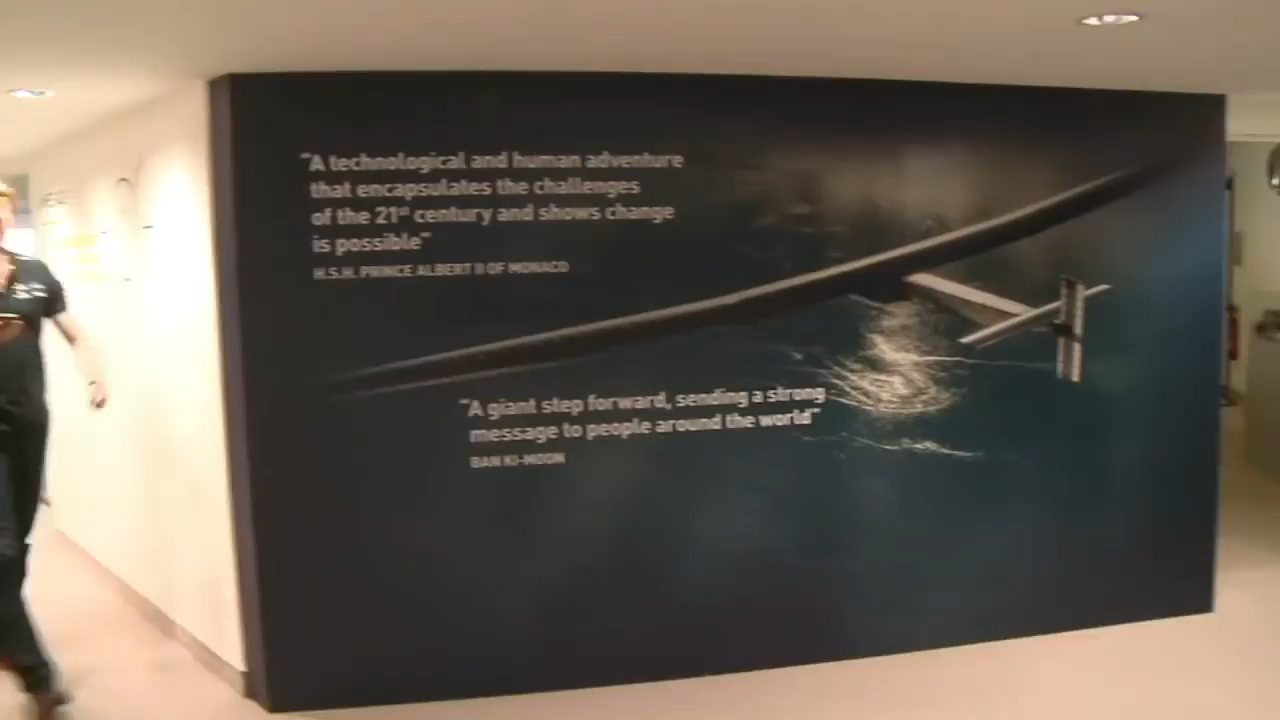 "A technological and human adventure
that encapsulates the challenges
of the 21st century and shows change
is possible"
H.S.H. PRINCE ALBERT II OF MONACO
"A giant step forward, sending a strong
message to people around the world"
BAN KI-MOON